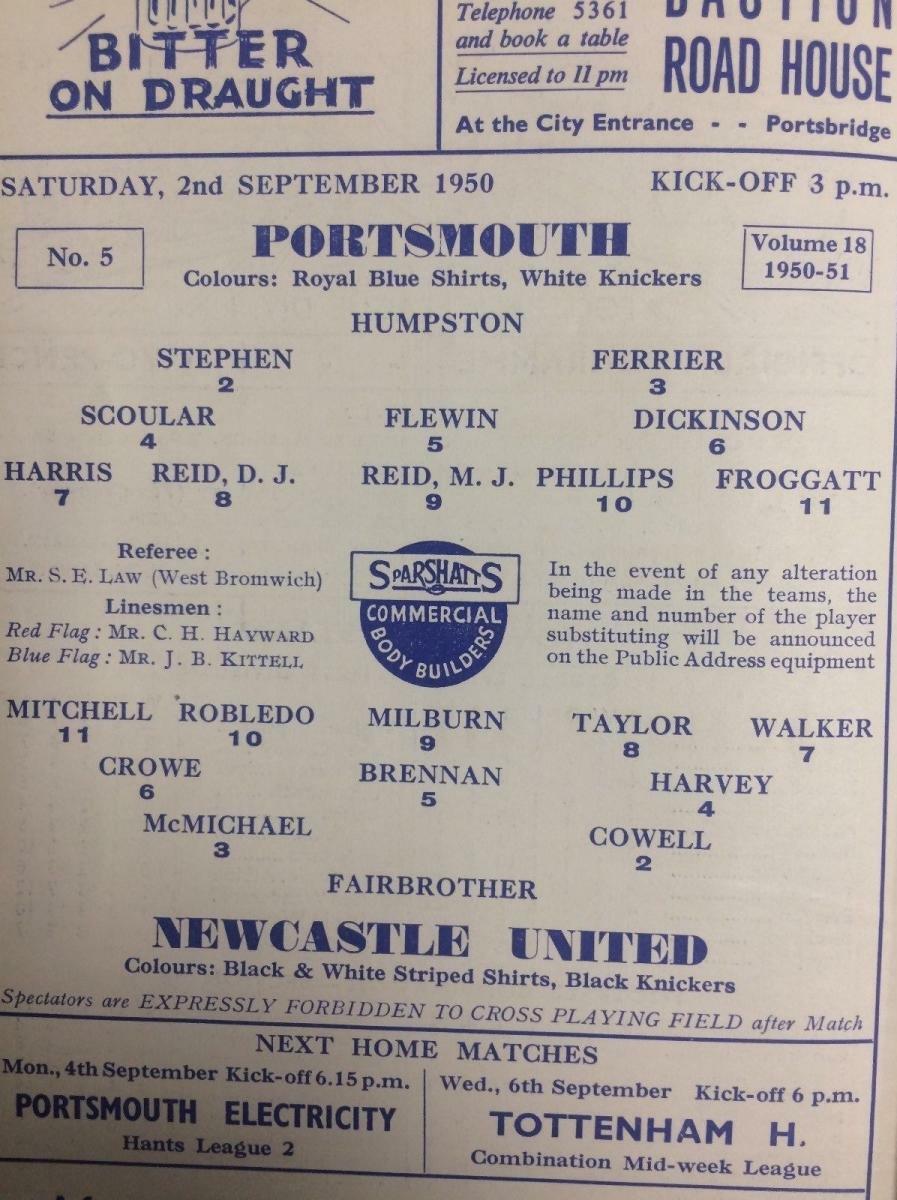 BITTER
ON DRAUGHT
Telephone 5361
and book a table
Licensed to 11 pm
ROAD HOUSE
At the City Entrance - - Portsbridge
SATURDAY, 2nd SEPTEMBER 1950 KICK-OFF 3 p.m.
No. 5
PORTSMOUTH
Volume 18
1950-51
Colours: Royal Blue Shirts, White Knickers
HUMPSTON
STEPHEN FERRIER
2 3
SCOULAR FLEWIN DICKINSON
4 5 6
HARRIS REID, D. J. REID, M. J. PHILLIPS FROGGATT
7 8 9 10 11
Referee :
MR. S. E. LAW (West Bromwich)
Linesmen :
Red Flag : MR. C. H. HAYWARD
Blue Flag : MR. J. B. KITTELL
SPARSHATTS
COMMERCIAL
BODY BUILDERS
In the event of any alteration
being made in the teams, the
name and number of the player
substituting will be announced
on the Public Address equipment
MITCHELL ROBLEDO MILBURN TAYLOR WALKER
11 10 9 8 7
CROWE BRENNAN HARVEY
6 5 4
McMICHAEL COWELL
3 2
FAIRBROTHER
NEWCASTLE UNITED
Colours: Black & White Striped Shirts, Black Knickers
Spectators are EXPRESSLY FORBIDDEN TO CROSS PLAYING FIELD after Match
NEXT HOME MATCHES
Mon., 4th September Kick-off 6.15 p.m.
PORTSMOUTH ELECTRICITY
Hants League 2
Wed., 6th September Kick-off 6 p.m.
TOTTENHAM H.
Combination Mid-week League